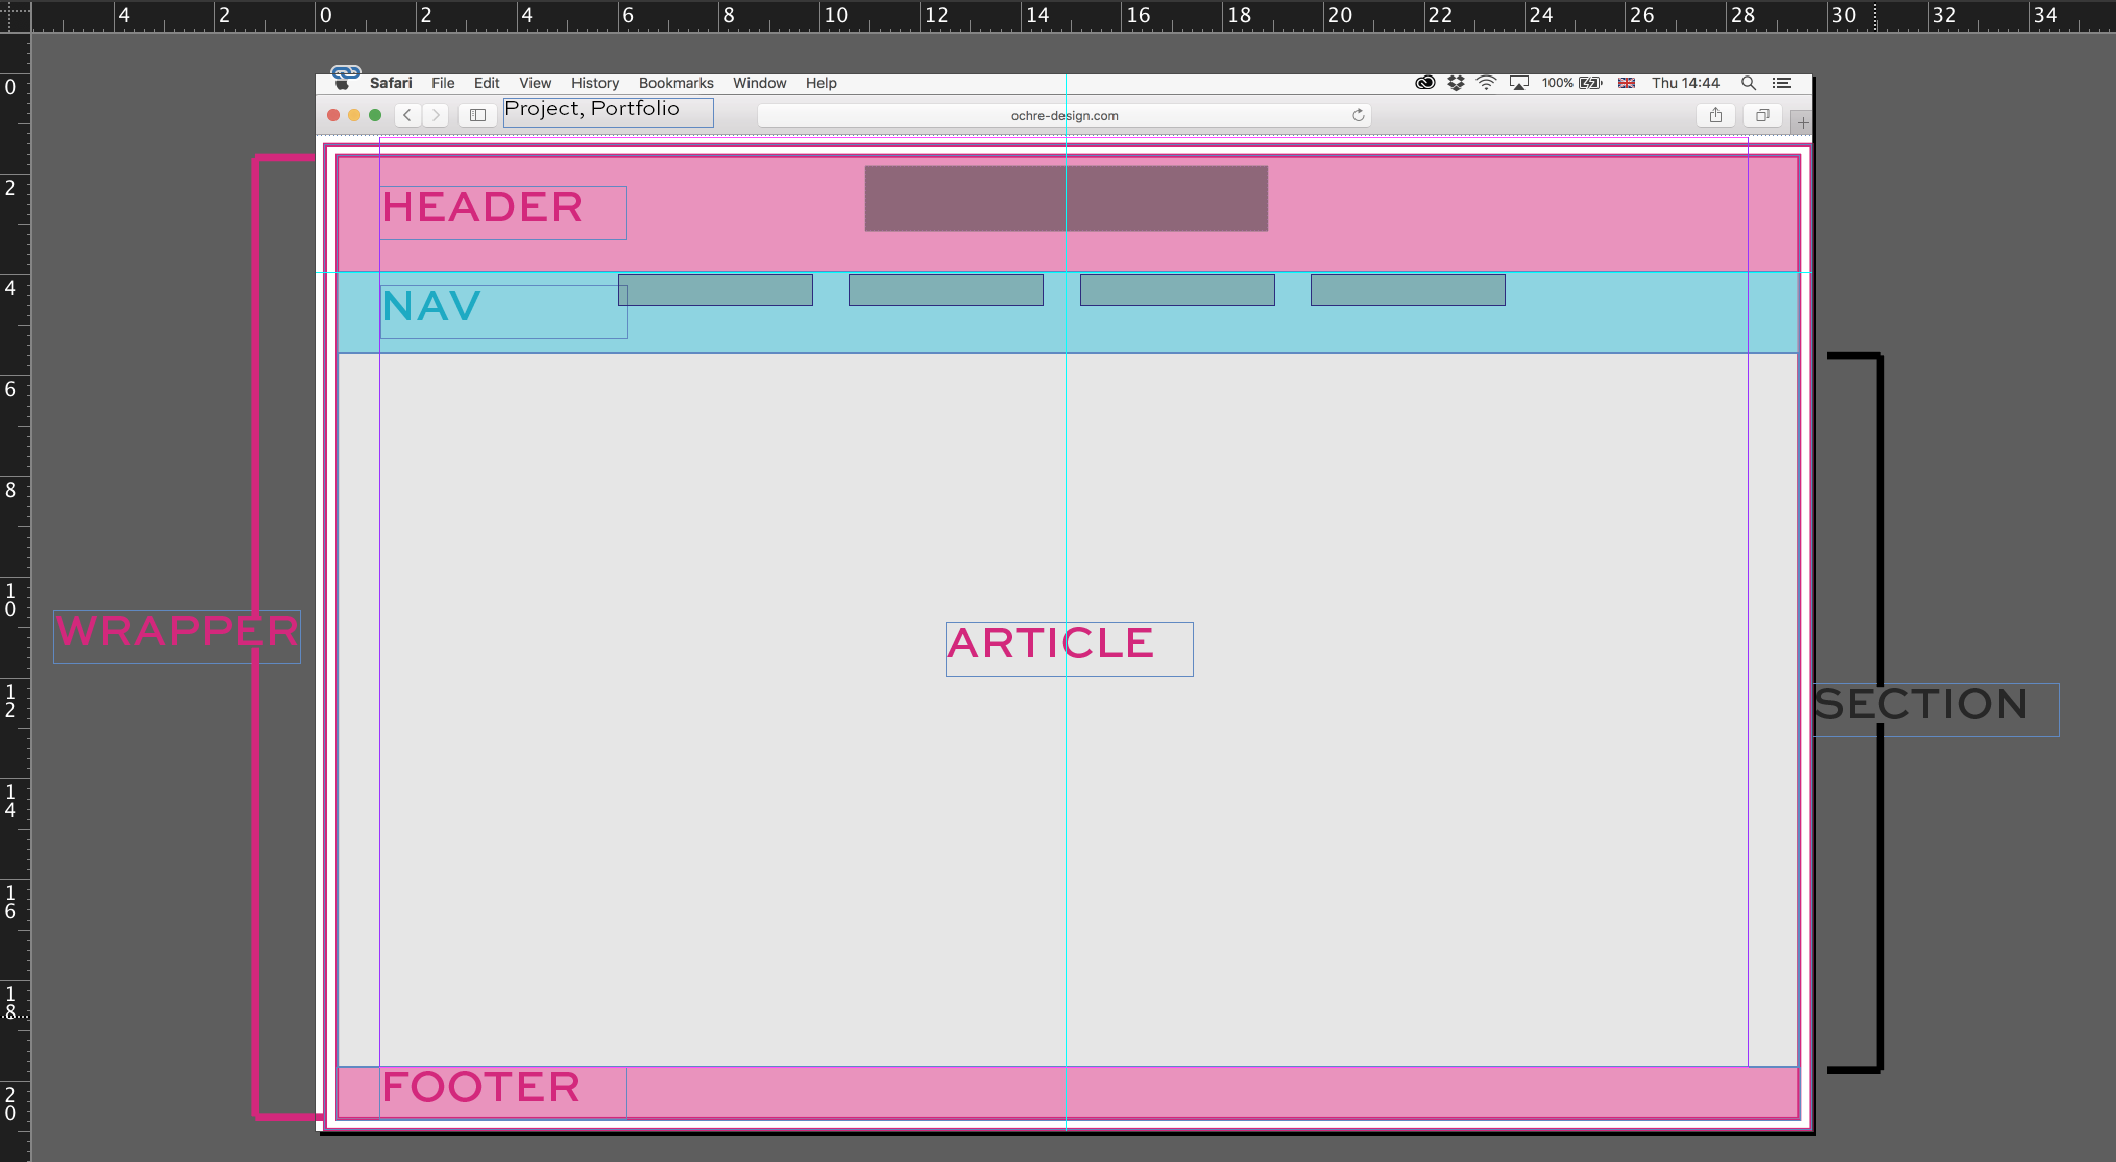 4 2 0 2 4 6 8 10 12 14 16 18 20 22 24 26 28 30 32 34
0
Safari File Edit View History Bookmarks Window Help 100% Thu 14:44
Project, Portfolio
ochre-design.com
2
HEADER
4
NAV
6
8
10
WRAPPER
ARTICLE
12
SECTION
14
16
18
FOOTER
20